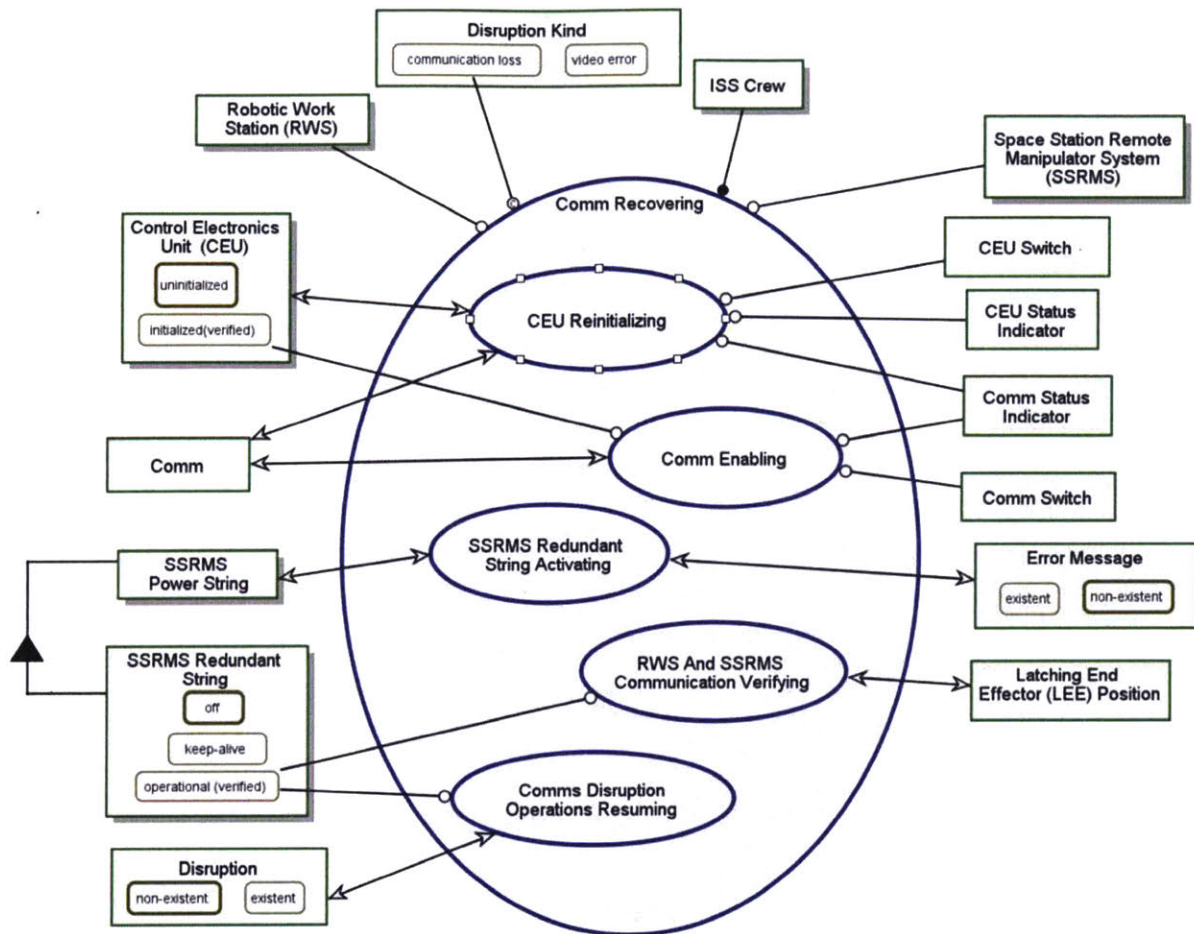 Disruption Kind
communication loss
video error
ISS Crew
Robotic Work
Station (RWS)
Space Station Remote
Manipulator System
(SSRMS)
Comm Recovering
Control Electronics
Unit (CEU)
uninitialized
initialized(verified)
CEU Switch
CEU Reinitializing
CEU Status
Indicator
Comm Status
Indicator
Comm
Comm Enabling
Comm Switch
SSRMS
Power String
SSRMS Redundant
String Activating
Error Message
existent
non-existent
SSRMS Redundant
String
off
keep-alive
operational (verified)
RWS And SSRMS
Communication Verifying
Latching End
Effector (LEE) Position
Comms Disruption
Operations Resuming
Disruption
non-existent
existent